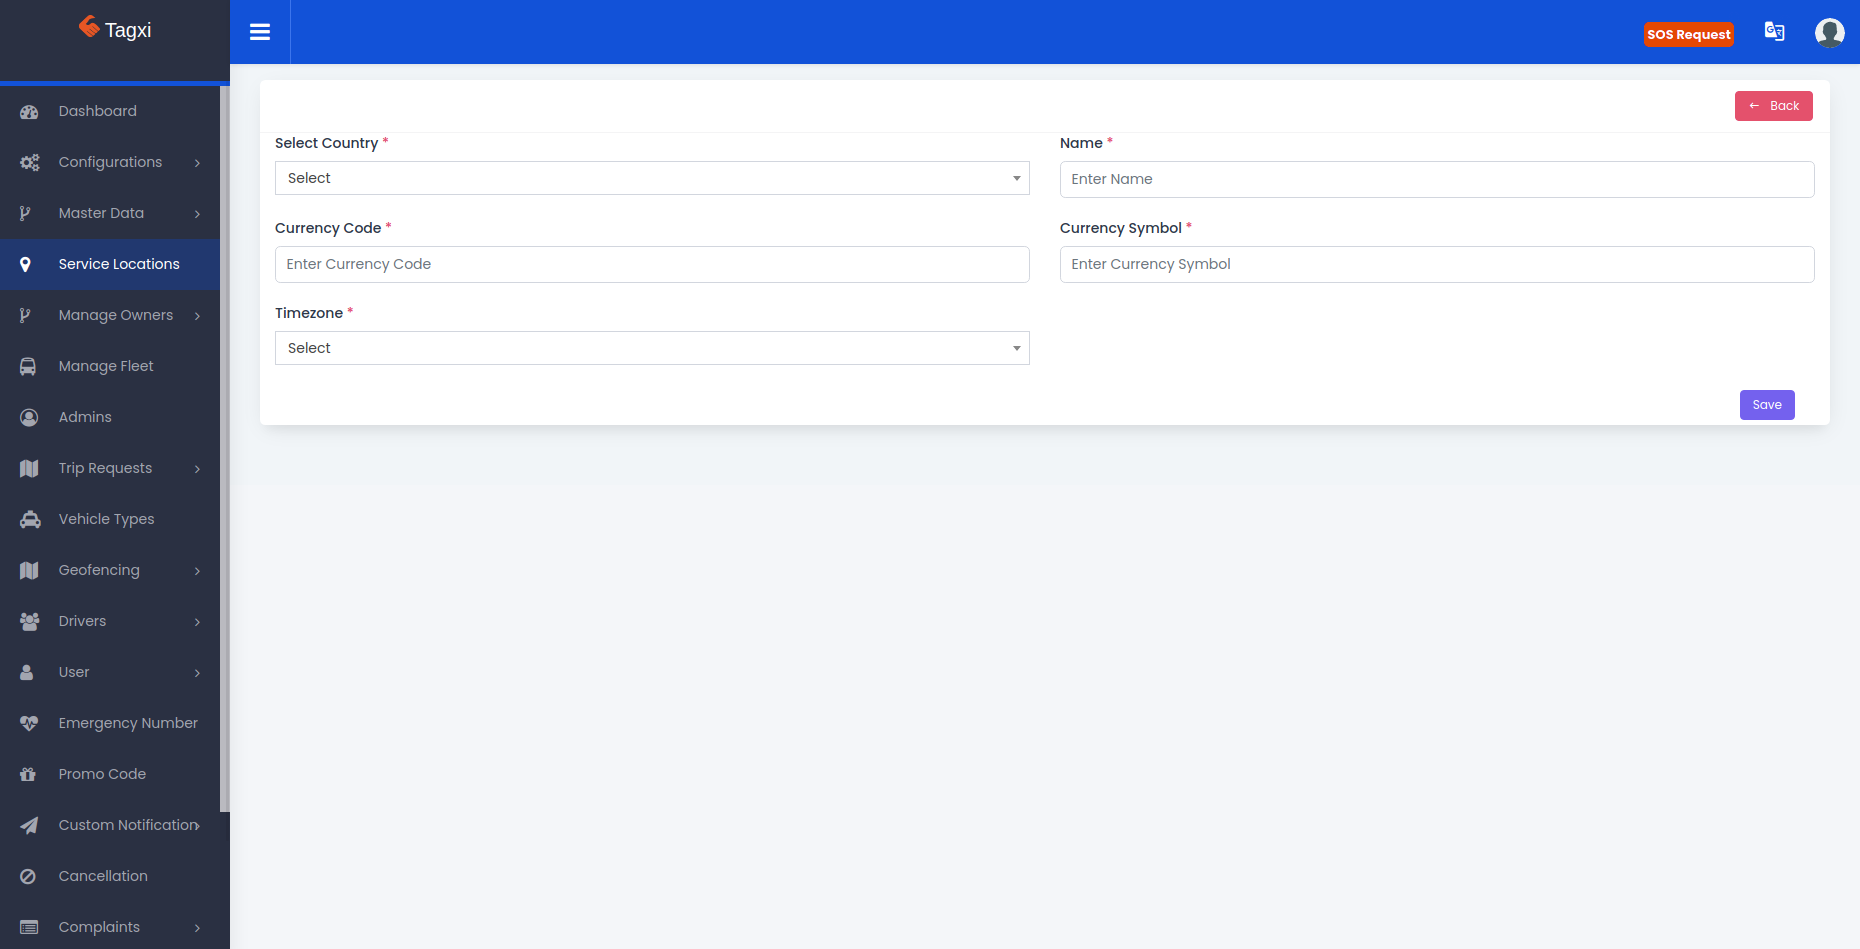 Tagxi
SOS Request
Dashboard
Configurations
Master Data
Service Locations
Manage Owners
Manage Fleet
Admins
Trip Requests
Vehicle Types
Geofencing
Drivers
User
Emergency Number
Promo Code
Custom Notification
Cancellation
Complaints
← Back
Select Country *
Select
Name *
Enter Name
Currency Code *
Enter Currency Code
Currency Symbol *
Enter Currency Symbol
Timezone *
Select
Save